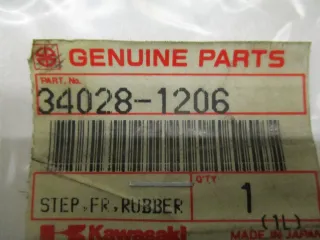 GENUINE PARTS
PART. No.
34028-1206
Q'TY
STEP,FR,RUBBER 1
(1L)
Kawasaki MADE IN JAPAN